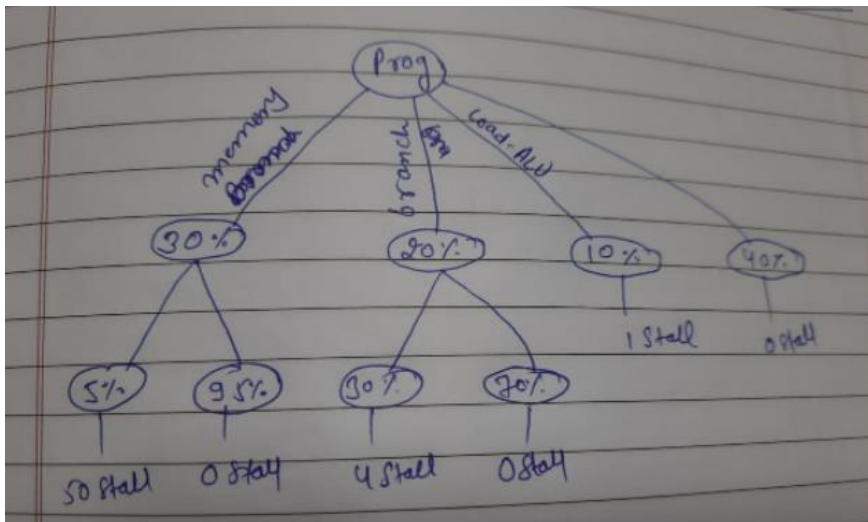 Prog
memory
branch
Load-ALU
30%
20%
10%
40%
1 Stall
0 Stall
5%
95%
30%
70%
50 Stall
0 Stall
4 Stall
0 Stall